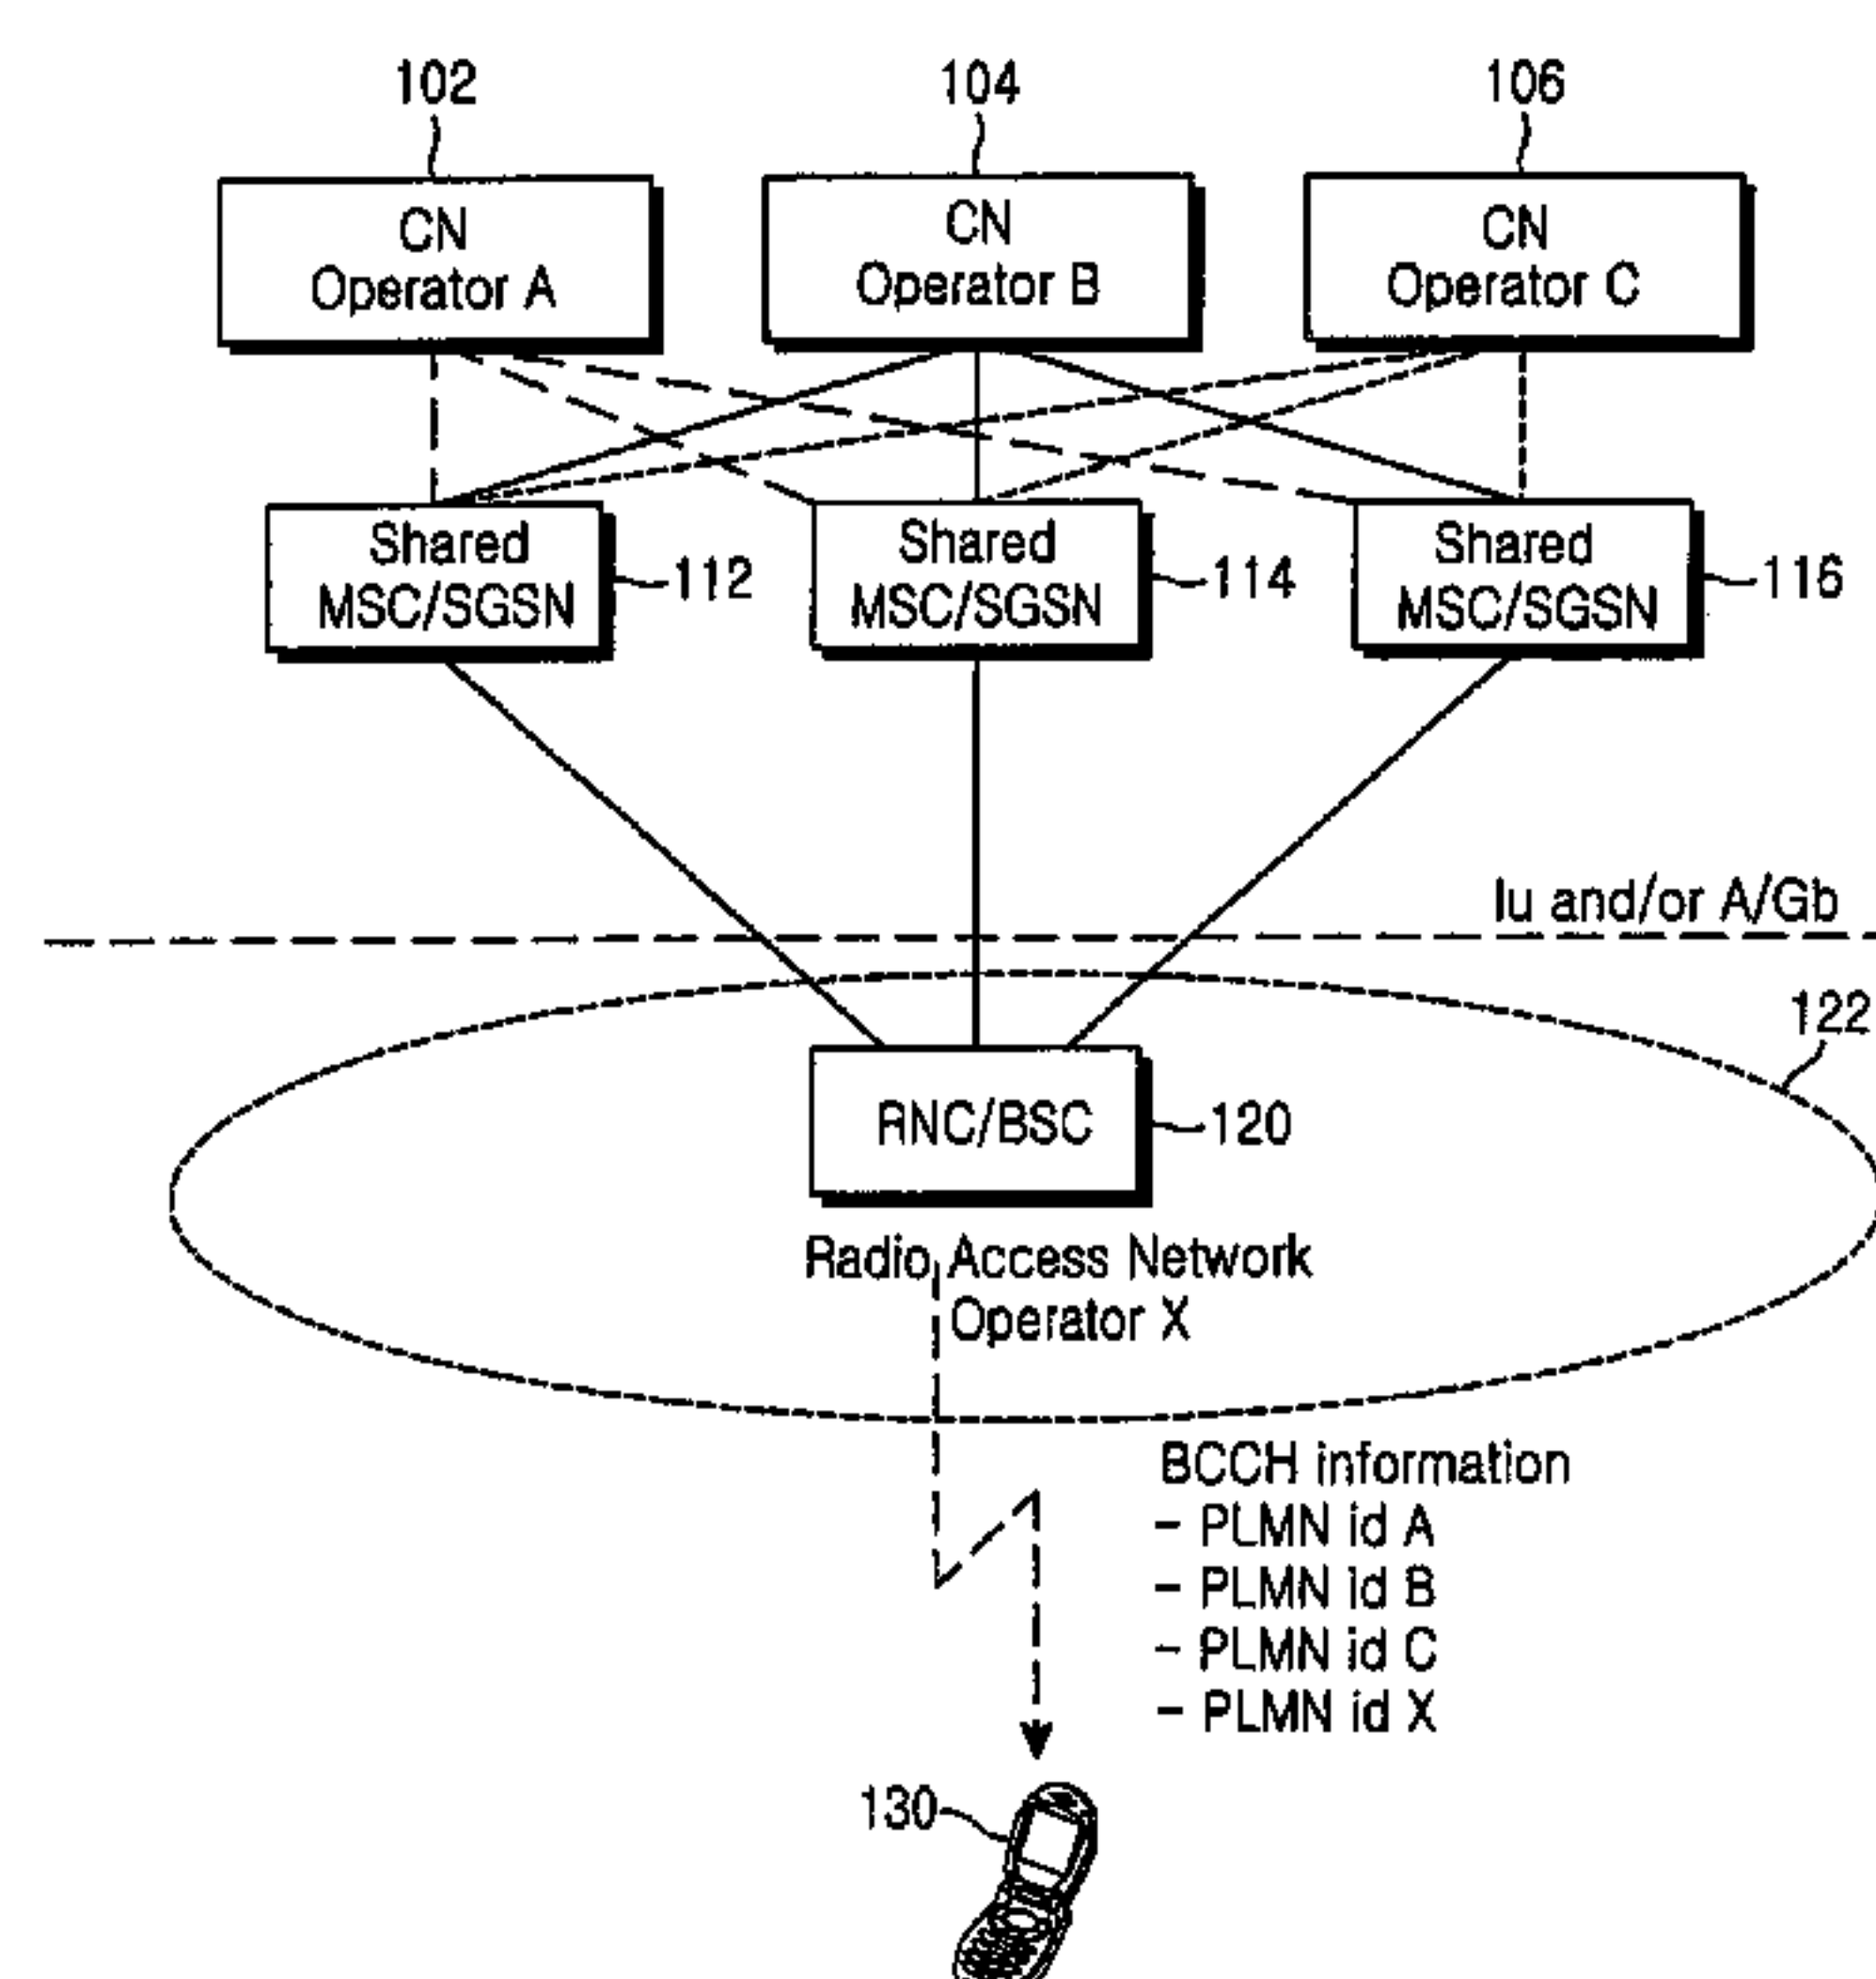 102
104
106
CN
Operator A
CN
Operator B
CN
Operator C
Shared
MSC/SGSN
112
Shared
MSC/SGSN
114
Shared
MSC/SGSN
116
Iu and/or A/Gb
122
RNC/BSC
120
Radio Access Network
Operator X
BCCH information
- PLMN id A
- PLMN id B
- PLMN id C
- PLMN id X
130